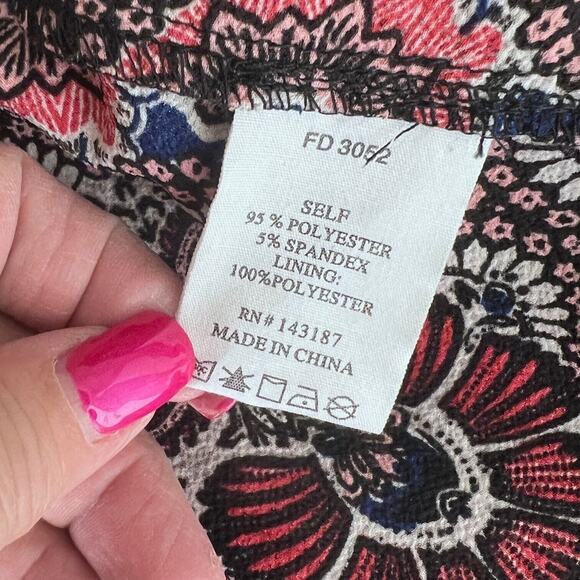 FD 3052
SELF
95 % POLYESTER
5% SPANDEX
LINING:
100%POLYESTER
RN# 143187
MADE IN CHINA